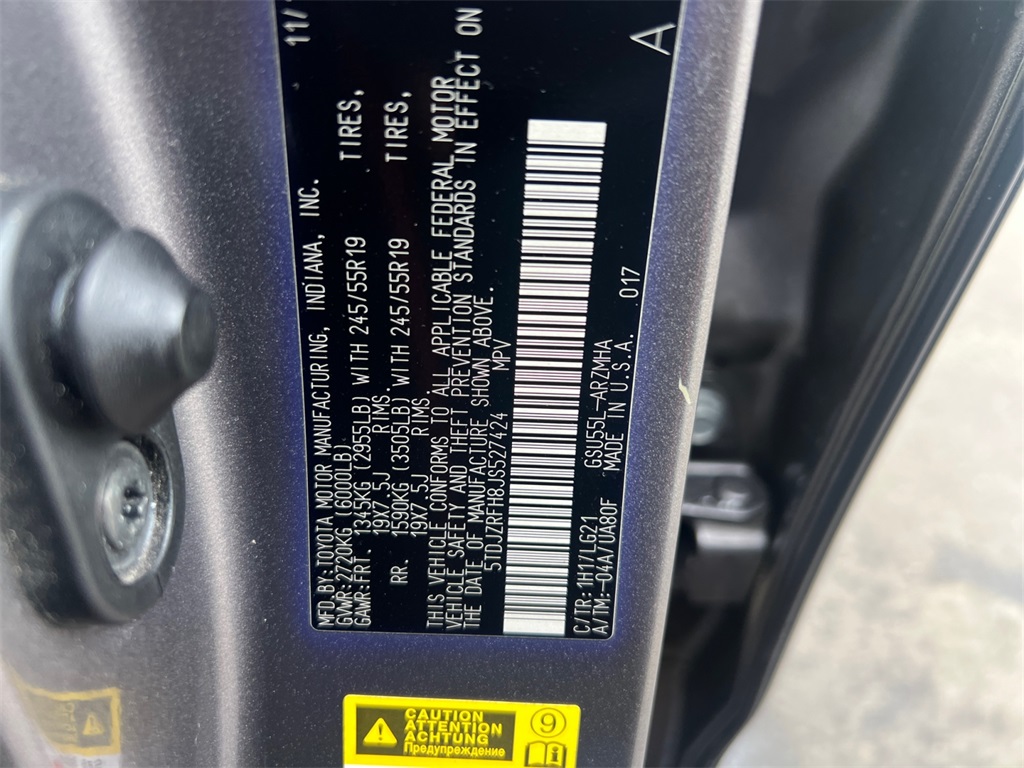 11/
MFD.BY:TOYOTA MOTOR MANUFACTURING, INDIANA, INC.
GVWR:2720KG (6000LB)
GAWR:FRT. 1345KG (2955LB) WITH 245/55R19 TIRES,
19X7.5J RIMS.
RR. 1590KG (3505LB) WITH 245/55R19 TIRES,
19X7.5J RIMS.
THIS VEHICLE CONFORMS TO ALL APPLICABLE FEDERAL MOTOR
VEHICLE SAFETY AND THEFT PREVENTION STANDARDS IN EFFECT ON
THE DATE OF MANUFACTURE SHOWN ABOVE.
5TDJZRFH8JS527424 MPV
C/TR:1H1/LG21 GSU55L-ARZMHA 017
A/TM:-04A/UA80F MADE IN U.S.A.
A
CAUTION
ATTENTION
ACHTUNG
Предупреждение
9